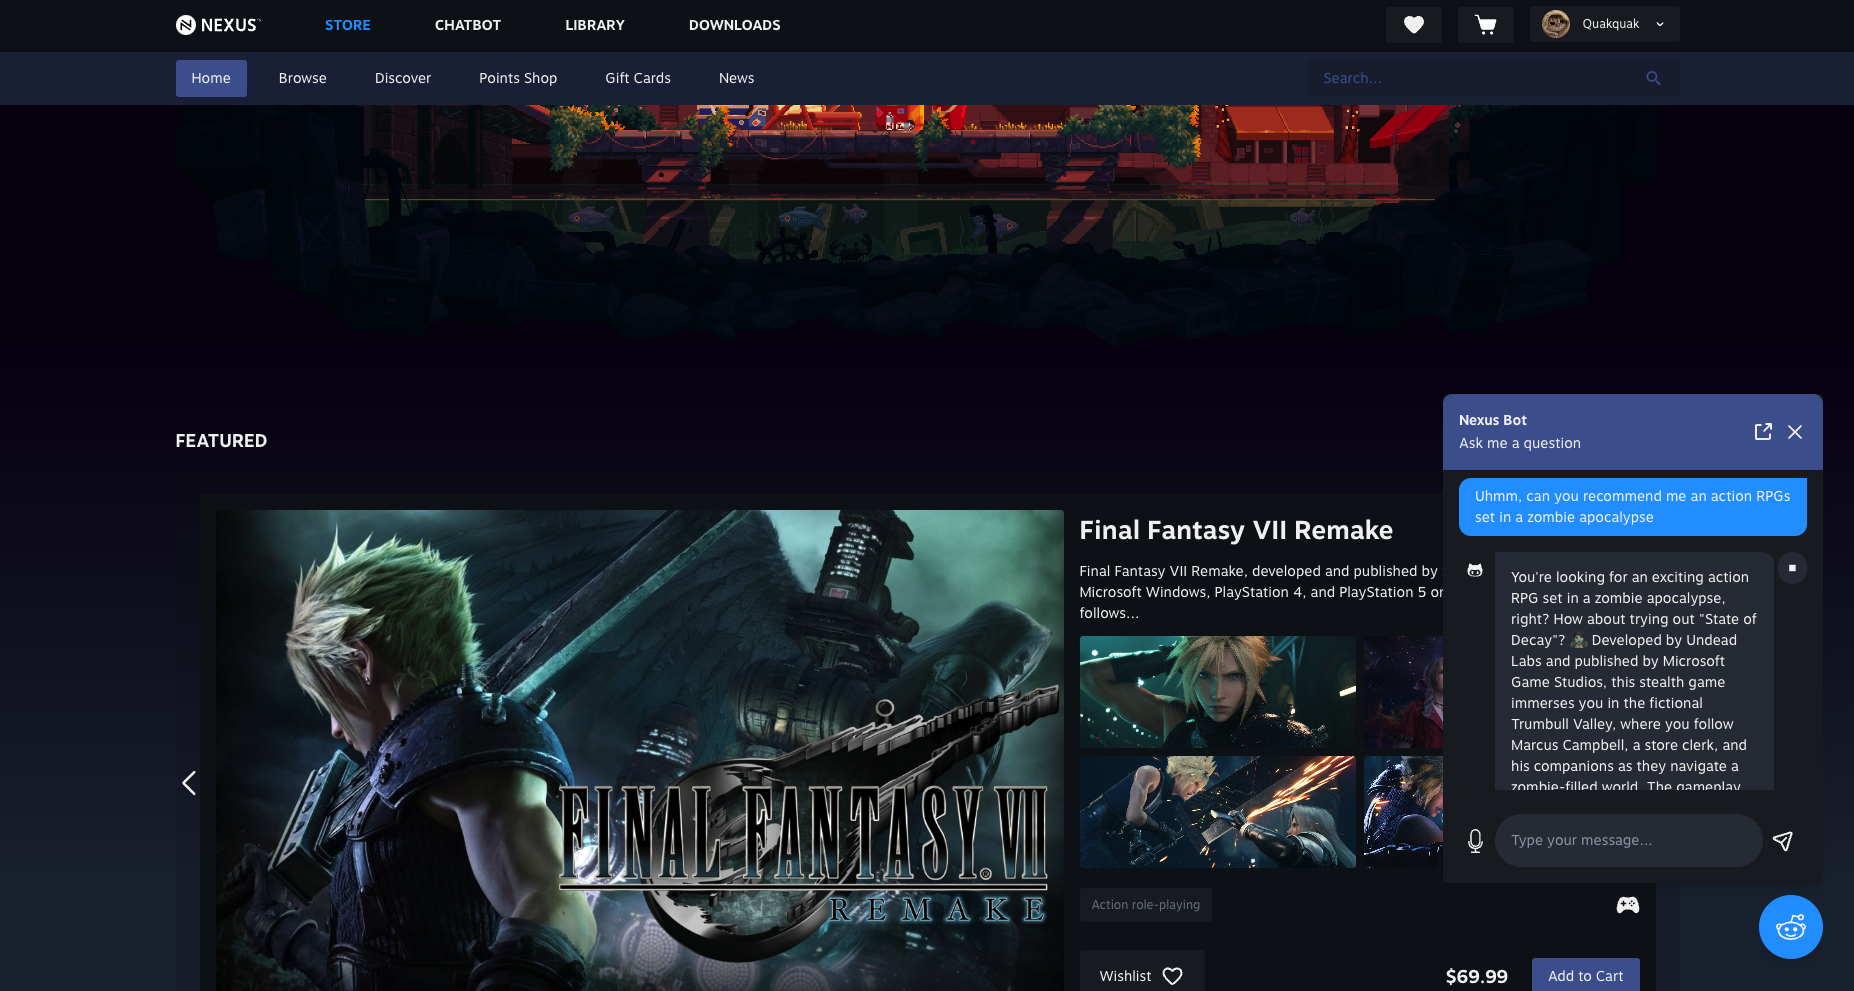 NEXUS
STORE
CHATBOT
LIBRARY
DOWNLOADS
Quakquak
Home
Browse
Discover
Points Shop
Gift Cards
News
Search...
FEATURED
Final Fantasy VII Remake
Final Fantasy VII Remake, developed and published by
Microsoft Windows, PlayStation 4, and PlayStation 5 or
follows...
FINAL FANTASY VII
REMAKE
Action role-playing
Wishlist
$69.99
Add to Cart
Nexus Bot
Ask me a question
Uhmm, can you recommend me an action RPGs
set in a zombie apocalypse
You're looking for an exciting action
RPG set in a zombie apocalypse,
right? How about trying out "State of
Decay"? 🧟 Developed by Undead
Labs and published by Microsoft
Game Studios, this stealth game
immerses you in the fictional
Trumbull Valley, where you follow
Marcus Campbell, a store clerk, and
his companions as they navigate a
zombie-filled world. The gameplay
Type your message...